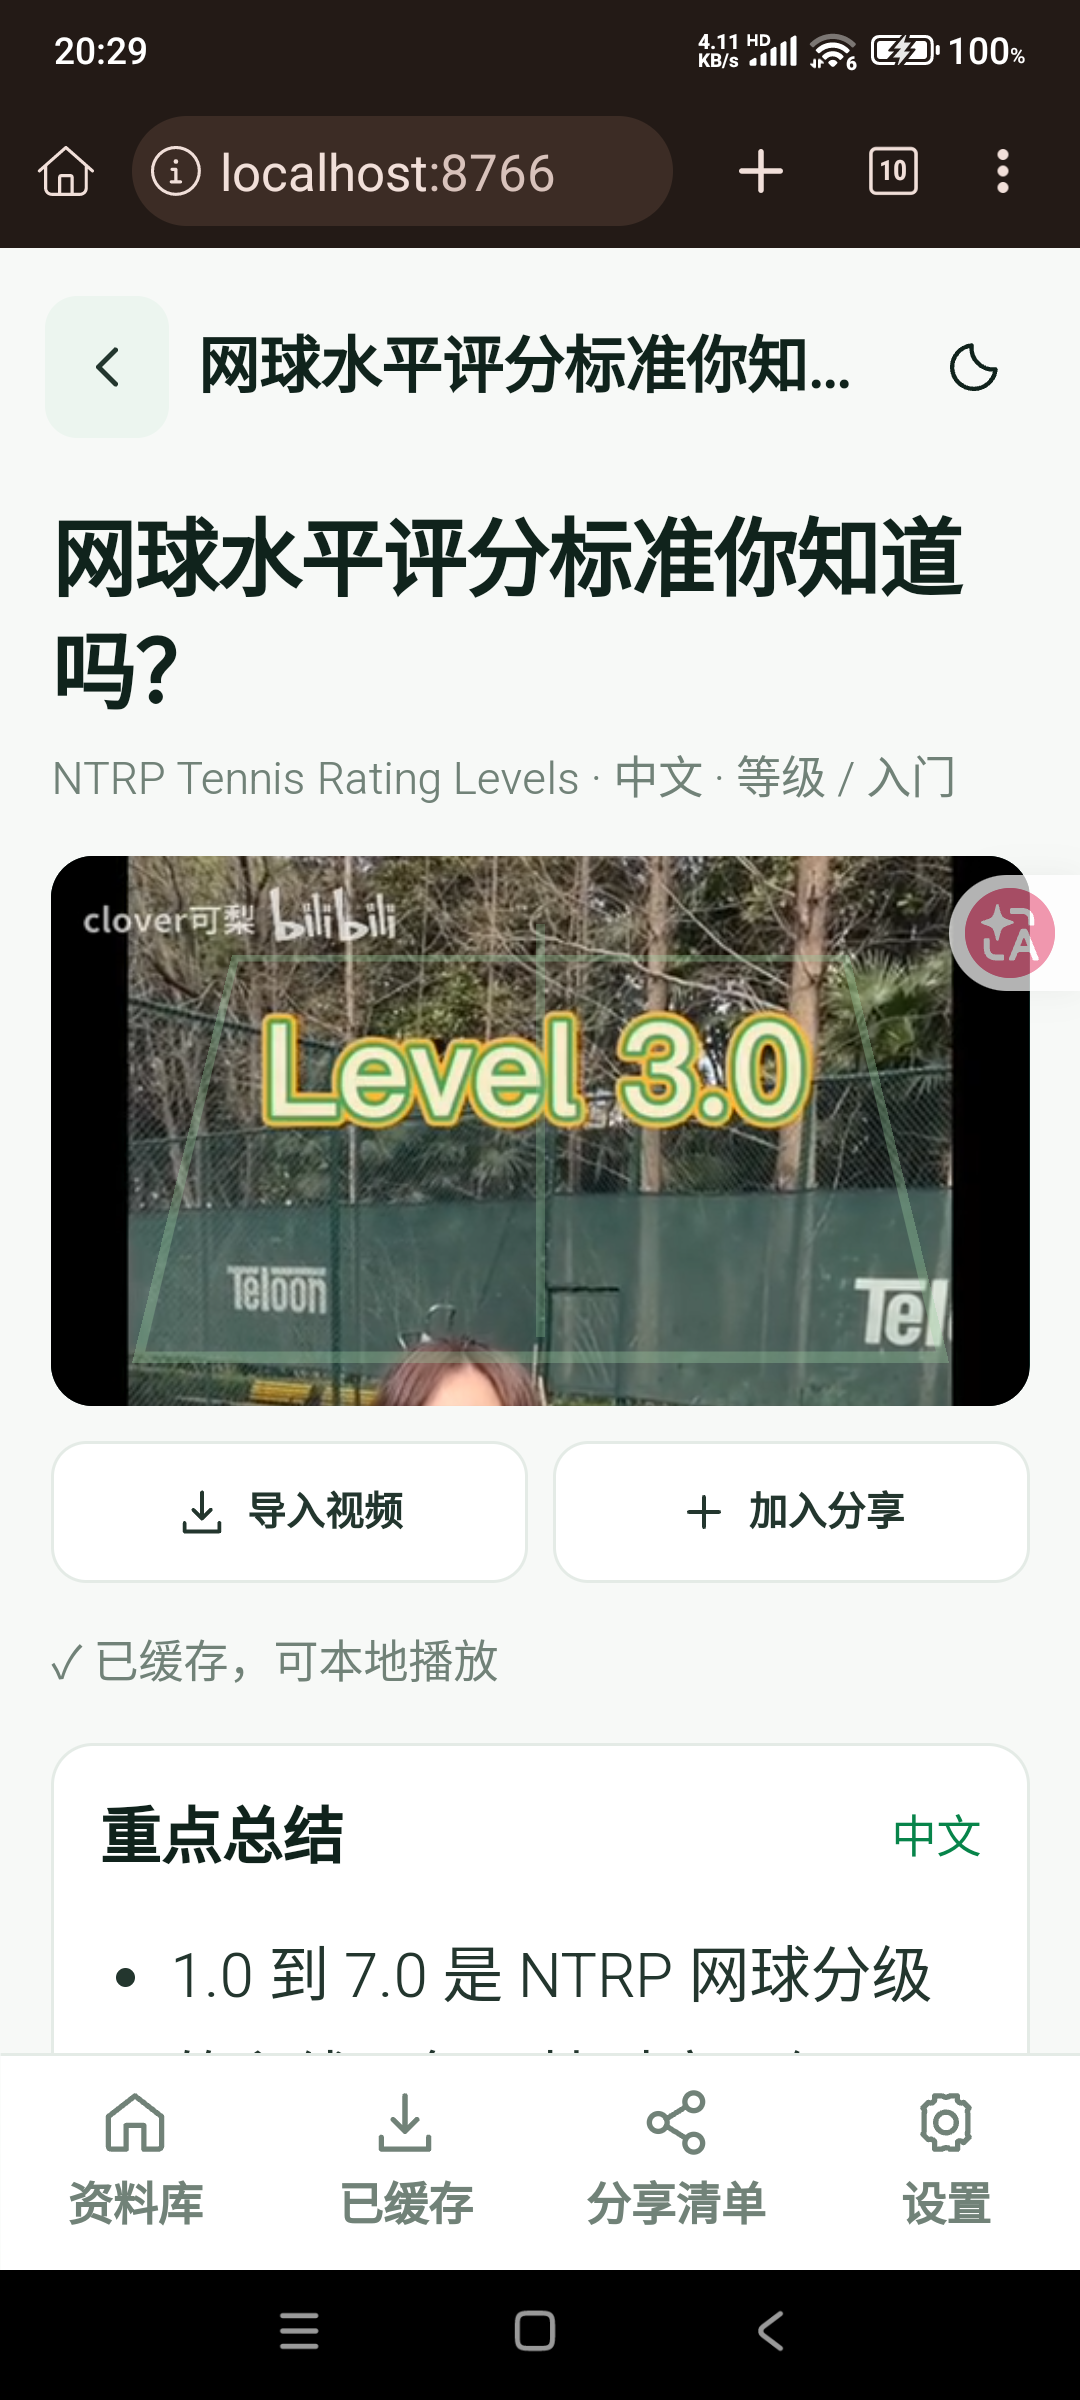 20:29
4.11 KB/s HD 6 100%
localhost:8766
10
网球水平评分标准你知...
网球水平评分标准你知道
吗?
NTRP Tennis Rating Levels · 中文 · 等级 / 入门
clover可梨 bilibili
Level 3.0
Teloon
Tel
导入视频
加入分享
✓ 已缓存，可本地播放
重点总结
中文
• 1.0 到 7.0 是 NTRP 网球分级
资料库
已缓存
分享清单
设置